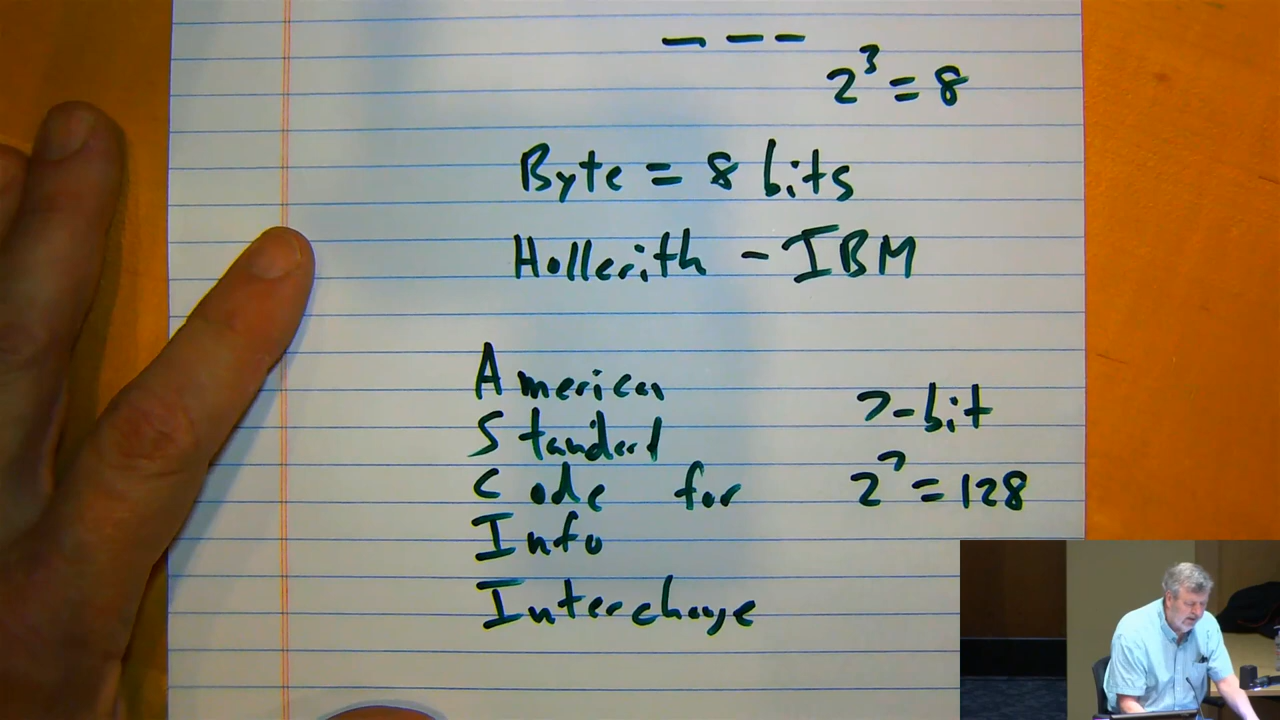 — — —
2³ = 8
Byte = 8 bits
Hollerith - IBM
American
Standard
Code for
Info
Interchange
7-bit
2⁷ = 128